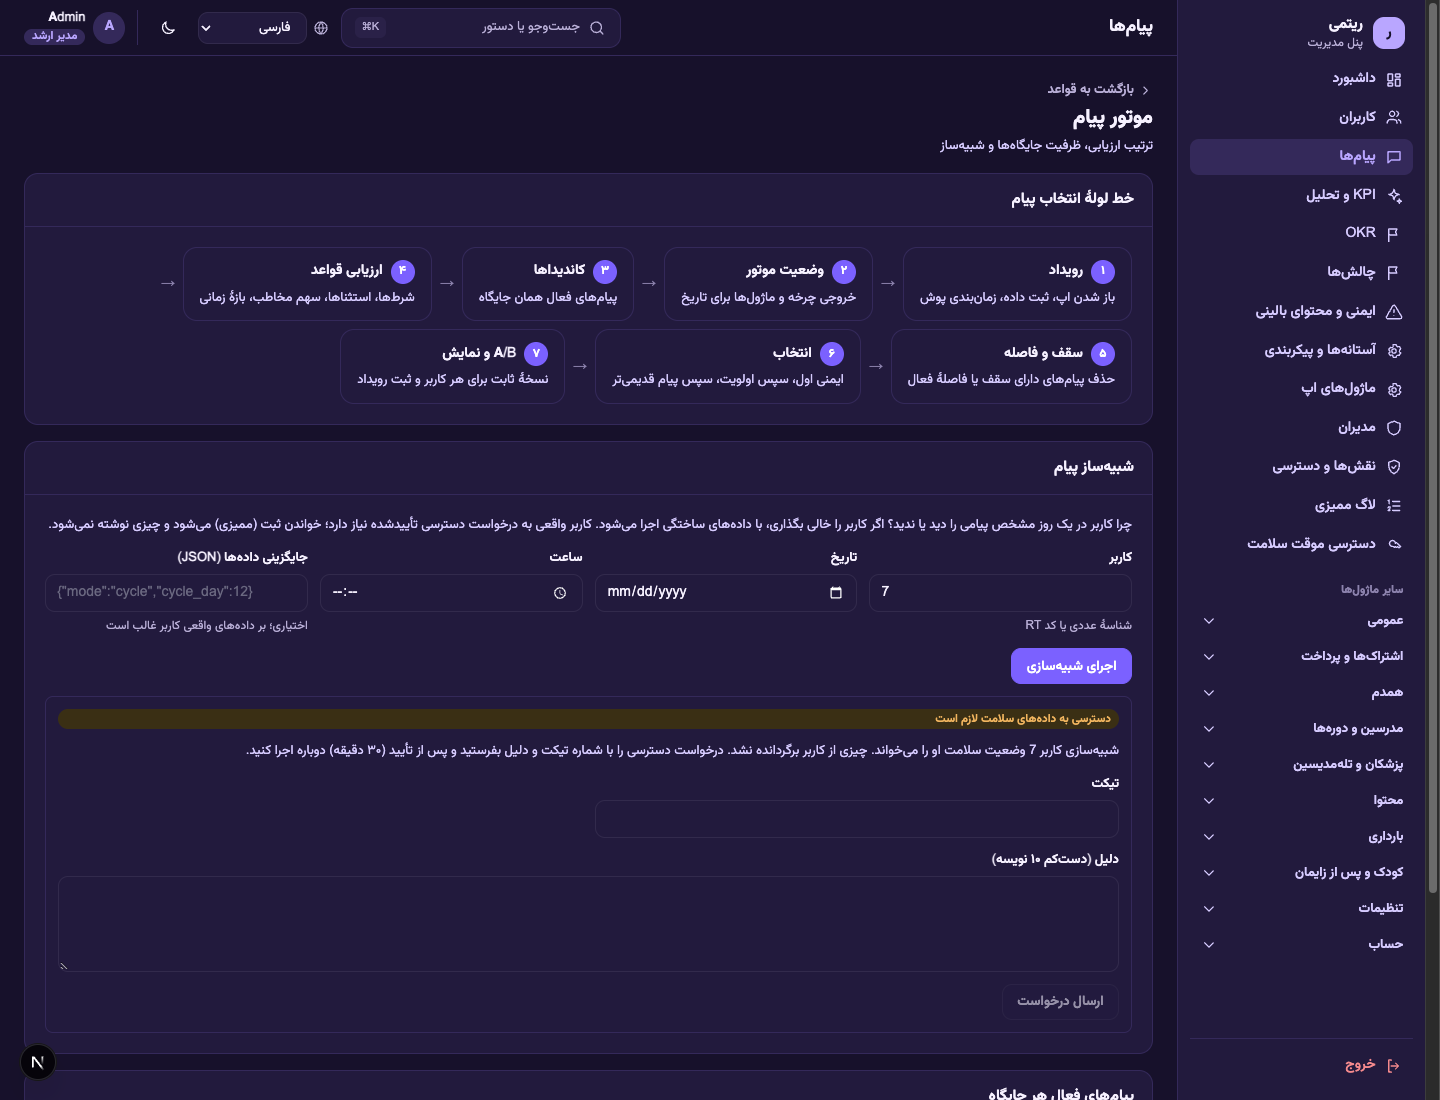 ر
ریتمی
پنل مدیریت
داشبورد
کاربران
پیام‌ها
KPI و تحلیل
OKR
چالش‌ها
ایمنی و محتوای بالینی
آستانه‌ها و پیکربندی
ماژول‌های اپ
مدیران
نقش‌ها و دسترسی
لاگ ممیزی
دسترسی موقت سلامت
سایر ماژول‌ها
عمومی
اشتراک‌ها و پرداخت
همدم
مدرسین و دوره‌ها
پزشکان و تله‌مدیسین
محتوا
بارداری
کودک و پس از زایمان
تنظیمات
حساب
خروج
پیام‌ها
جست‌وجو یا دستور
⌘K
فارسی
A
Admin
مدیر ارشد
بازگشت به قواعد
موتور پیام
ترتیب ارزیابی، ظرفیت جایگاه‌ها و شبیه‌ساز
خط لولهٔ انتخاب پیام
۱ رویداد
باز شدن اپ، ثبت داده، زمان‌بندی پوش
→
۲ وضعیت موتور
خروجی چرخه و ماژول‌ها برای تاریخ
→
۳ کاندیداها
پیام‌های فعال همان جایگاه
→
۴ ارزیابی قواعد
شرط‌ها، استثناها، سهم مخاطب، بازهٔ زمانی
→
۵ سقف و فاصله
حذف پیام‌های دارای سقف یا فاصلهٔ فعال
→
۶ انتخاب
ایمنی اول، سپس اولویت، سپس پیام قدیمی‌تر
→
۷ A/B و نمایش
نسخهٔ ثابت برای هر کاربر و ثبت رویداد
شبیه‌ساز پیام
چرا کاربر در یک روز مشخص پیامی را دید یا ندید؟ اگر کاربر را خالی بگذاری، با داده‌های ساختگی اجرا می‌شود. کاربر واقعی به درخواست دسترسی تأییدشده نیاز دارد؛ خواندن ثبت (ممیزی) می‌شود و چیزی نوشته نمی‌شود.
کاربر
7
شناسهٔ عددی یا کد RT
تاریخ
mm/dd/yyyy
ساعت
--:--
جایگزینی داده‌ها (JSON)
{"mode":"cycle","cycle_day":12}
اختیاری؛ بر داده‌های واقعی کاربر غالب است
اجرای شبیه‌سازی
دسترسی به داده‌های سلامت لازم است
شبیه‌سازی کاربر 7 وضعیت سلامت او را می‌خواند. چیزی از کاربر برگردانده نشد. درخواست دسترسی را با شماره تیکت و دلیل بفرستید و پس از تأیید (۳۰ دقیقه) دوباره اجرا کنید.
تیکت
دلیل (دست‌کم ۱۰ نویسه)
ارسال درخواست
پیام‌های فعال هر جایگاه
N